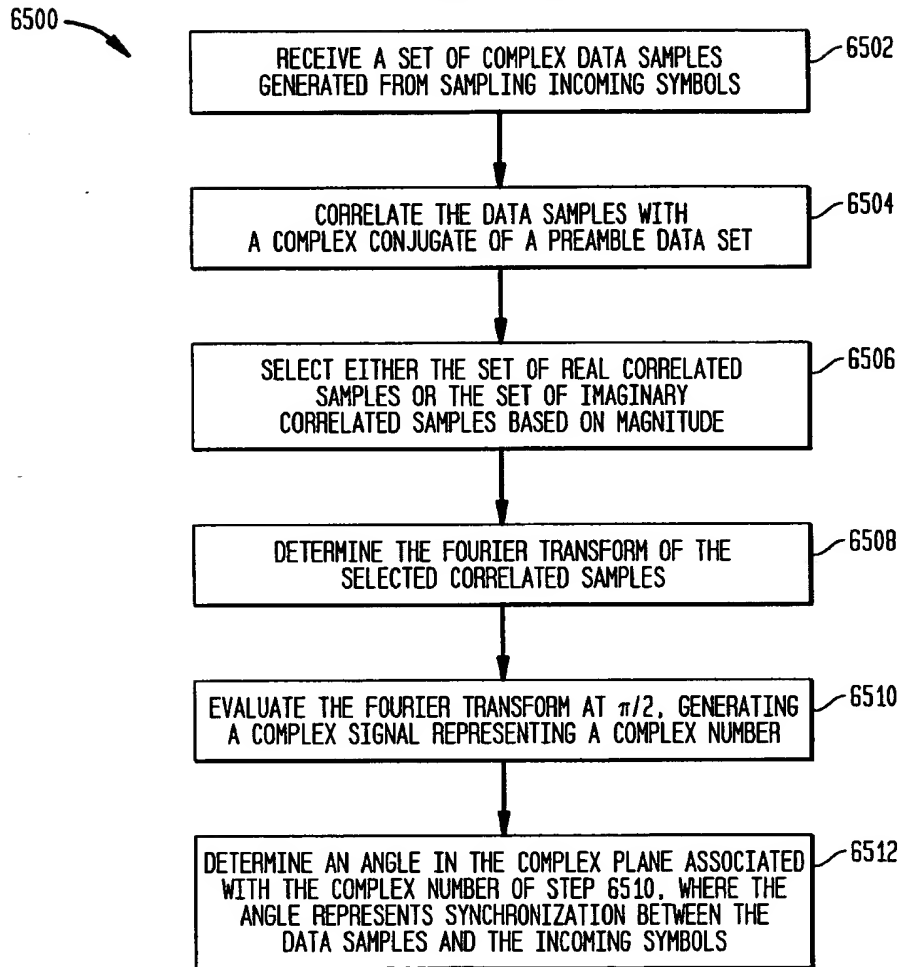 6500
RECEIVE A SET OF COMPLEX DATA SAMPLES
GENERATED FROM SAMPLING INCOMING SYMBOLS
6502
CORRELATE THE DATA SAMPLES WITH
A COMPLEX CONJUGATE OF A PREAMBLE DATA SET
6504
SELECT EITHER THE SET OF REAL CORRELATED
SAMPLES OR THE SET OF IMAGINARY
CORRELATED SAMPLES BASED ON MAGNITUDE
6506
DETERMINE THE FOURIER TRANSFORM OF THE
SELECTED CORRELATED SAMPLES
6508
EVALUATE THE FOURIER TRANSFORM AT π/2, GENERATING
A COMPLEX SIGNAL REPRESENTING A COMPLEX NUMBER
6510
DETERMINE AN ANGLE IN THE COMPLEX PLANE ASSOCIATED
WITH THE COMPLEX NUMBER OF STEP 6510, WHERE THE
ANGLE REPRESENTS SYNCHRONIZATION BETWEEN THE
DATA SAMPLES AND THE INCOMING SYMBOLS
6512